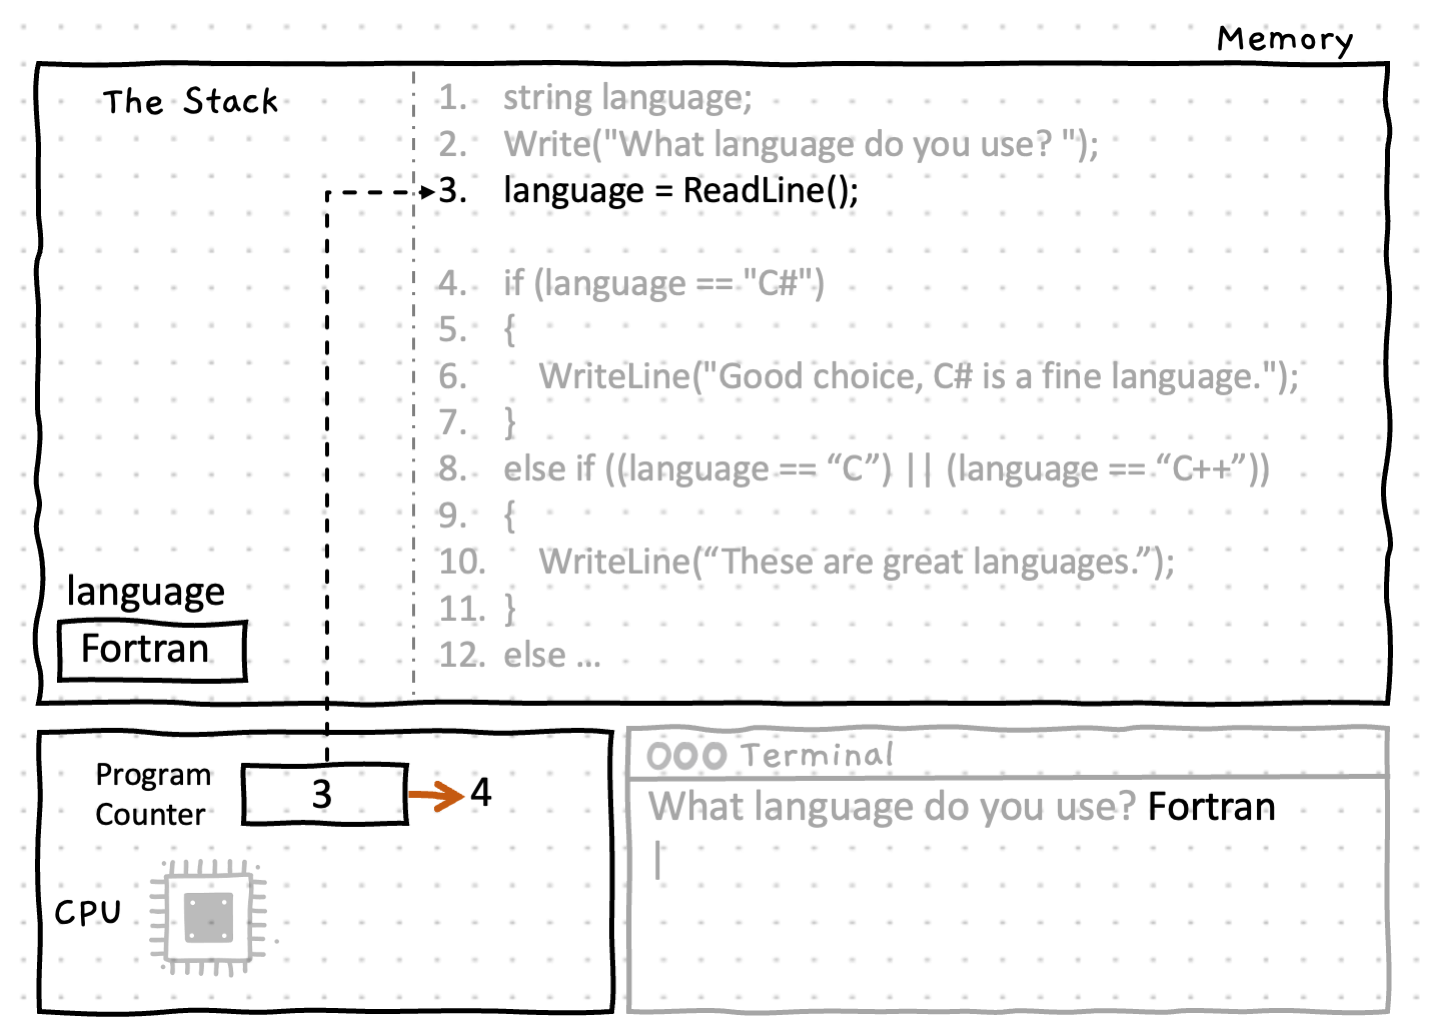 Memory
The Stack
1. string language;
2. Write("What language do you use? ");
3. language = ReadLine();
4. if (language == "C#")
5. {
6. WriteLine("Good choice, C# is a fine language.");
7. }
8. else if ((language == “C”) || (language == “C++”))
9. {
10. WriteLine(“These are great languages.”);
11. }
12. else ...
language
Fortran
Program
Counter
3
4
CPU
Terminal
What language do you use? Fortran